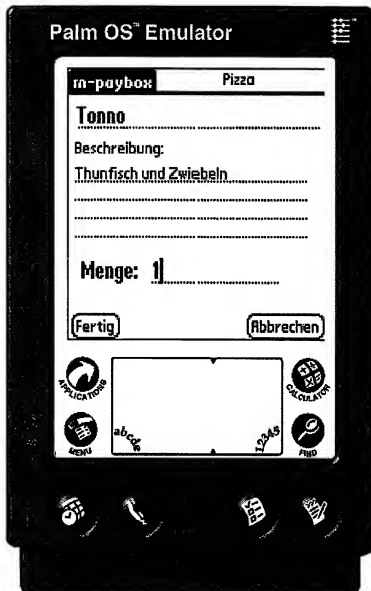 Palm OS™ Emulator
m-paybox Pizza
Tonno
Beschreibung:
Thunfisch und Zwiebeln
Menge: 1
Fertig Abbrechen
APPLICATIONS CALCULATOR
MENU abcde 12345 FIND